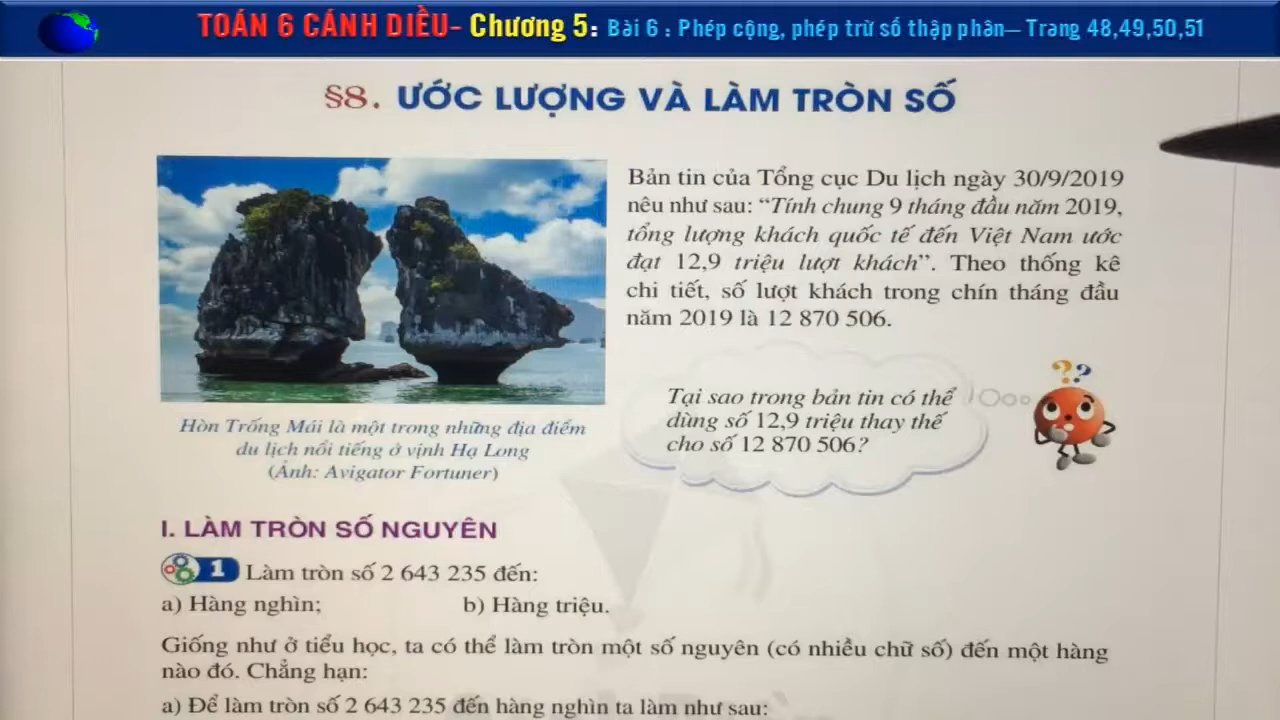 TOÁN 6 CÁNH DIỀU- Chương 5: Bài 6 : Phép cộng, phép trừ số thập phân– Trang 48,49,50,51
§8. ƯỚC LƯỢNG VÀ LÀM TRÒN SỐ
Bản tin của Tổng cục Du lịch ngày 30/9/2019
nêu như sau: “Tính chung 9 tháng đầu năm 2019,
tổng lượng khách quốc tế đến Việt Nam ước
đạt 12,9 triệu lượt khách”. Theo thống kê
chi tiết, số lượt khách trong chín tháng đầu
năm 2019 là 12 870 506.
Hòn Trống Mái là một trong những địa điểm
du lịch nổi tiếng ở vịnh Hạ Long
(Ảnh: Avigator Fortuner)
Tại sao trong bản tin có thể
dùng số 12,9 triệu thay thế
cho số 12 870 506?
??
I. LÀM TRÒN SỐ NGUYÊN
1 Làm tròn số 2 643 235 đến:
a) Hàng nghìn; b) Hàng triệu.
Giống như ở tiểu học, ta có thể làm tròn một số nguyên (có nhiều chữ số) đến một hàng
nào đó. Chẳng hạn:
a) Để làm tròn số 2 643 235 đến hàng nghìn ta làm như sau: